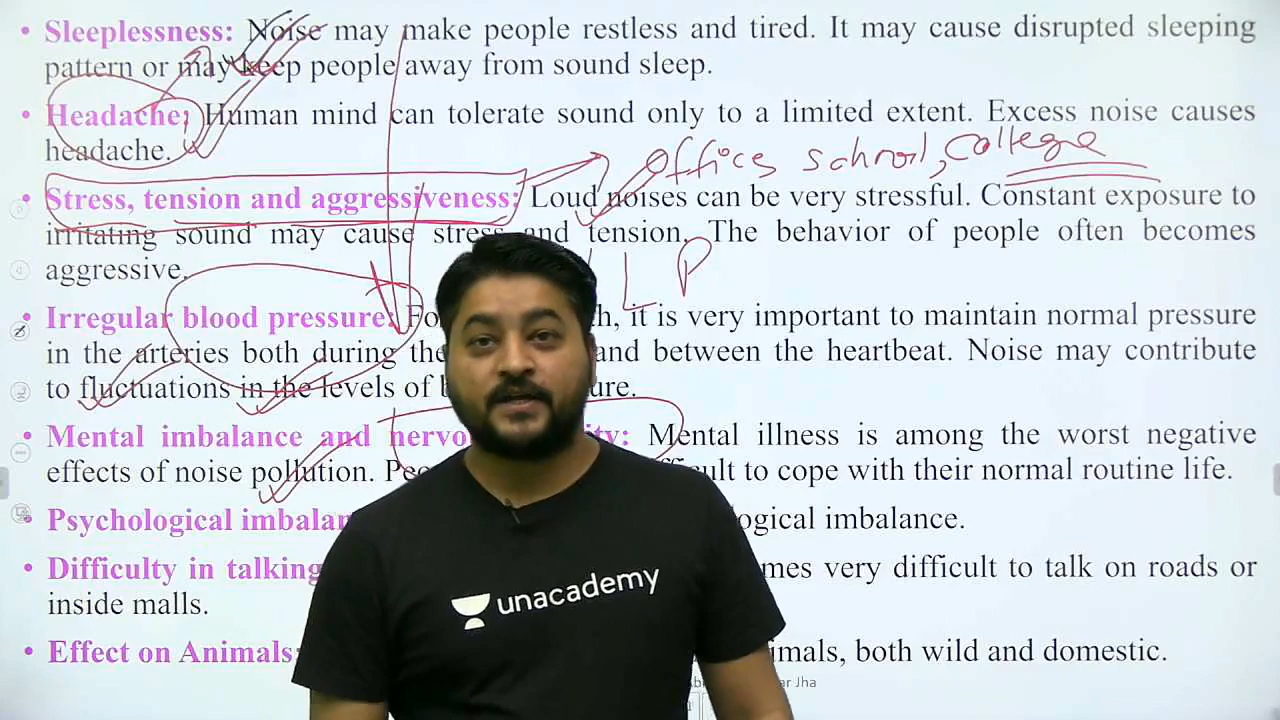 • Sleeplessness: Noise may make people restless and tired. It may cause disrupted sleeping
pattern or may keep people away from sound sleep.
• Headache: Human mind can tolerate sound only to a limited extent. Excess noise causes
headache.
Office, school, college
• Stress, tension and aggressiveness: Loud noises can be very stressful. Constant exposure to
irritating sound may cause stress and tension. The behavior of people often becomes
aggressive.
L P
• Irregular blood pressure: it is very important to maintain normal pressure
in the arteries both during the and between the heartbeat. Noise may contribute
to fluctuations in the levels of
• Mental imbalance and Mental illness is among the worst negative
effects of noise pollution. to cope with their normal routine life.
• Psychological imbalance.
• Difficulty in talking very difficult to talk on roads or
inside malls.
unacademy
• Effect on Animals: both wild and domestic.
Jha